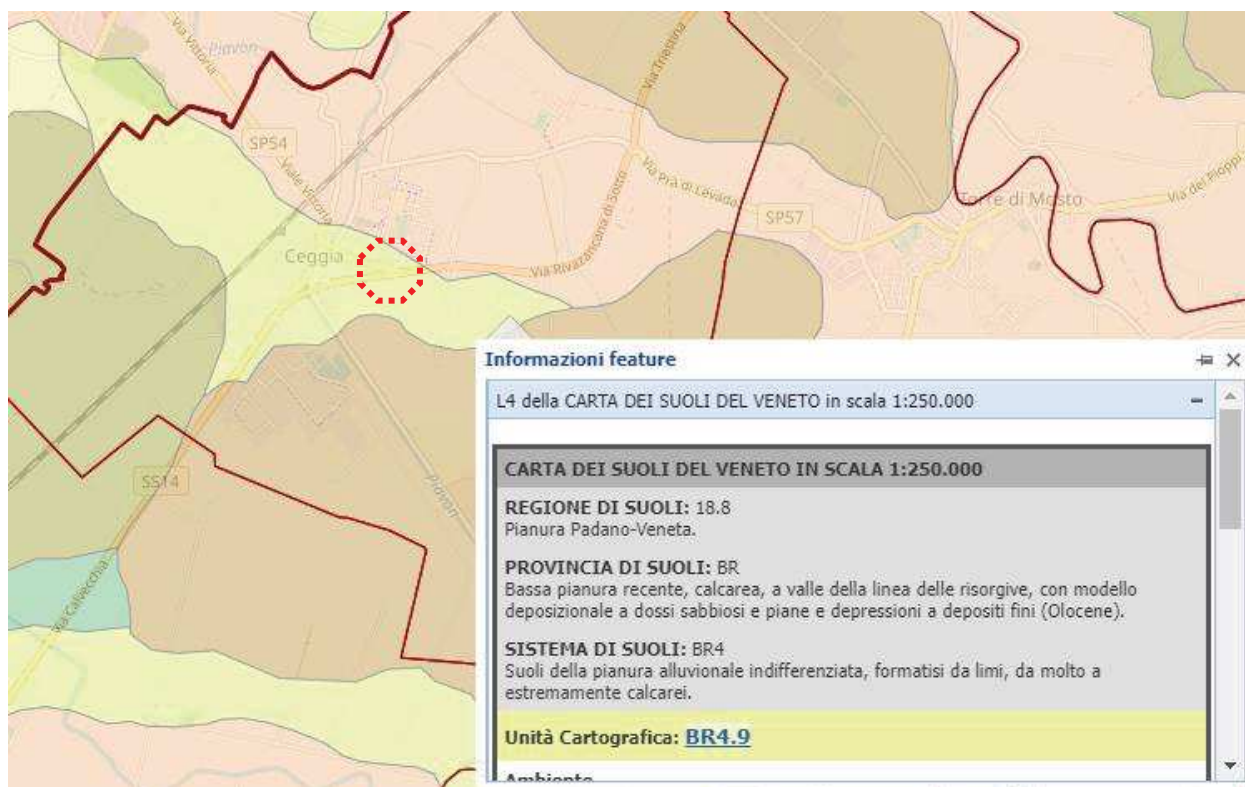 Via Vittoria
Piavon
SP54
Viale Vittoria
Via Triestina
Via Prà di Levada
SP57
Torre di Mosto
Via dei Pioppi
Ceggia
Via Rivazancana di Sotto
SS14
Piavon
Via Calvecchia
Informazioni feature
L4 della CARTA DEI SUOLI DEL VENETO in scala 1:250.000
CARTA DEI SUOLI DEL VENETO IN SCALA 1:250.000
REGIONE DI SUOLI: 18.8
Pianura Padano-Veneta.
PROVINCIA DI SUOLI: BR
Bassa pianura recente, calcarea, a valle della linea delle risorgive, con modello
deposizionale a dossi sabbiosi e piane e depressioni a depositi fini (Olocene).
SISTEMA DI SUOLI: BR4
Suoli della pianura alluvionale indifferenziata, formatisi da limi, da molto a
estremamente calcarei.
Unità Cartografica: BR4.9
Ambiente